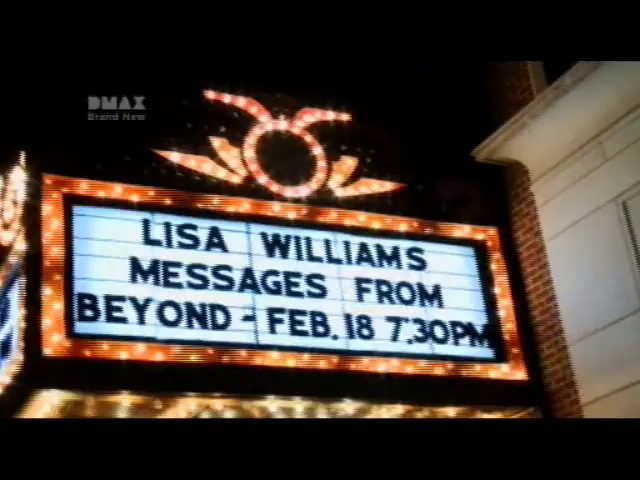 DMAX
Brand New
LISA WILLIAMS
MESSAGES FROM
BEYOND - FEB. 18 7:30PM